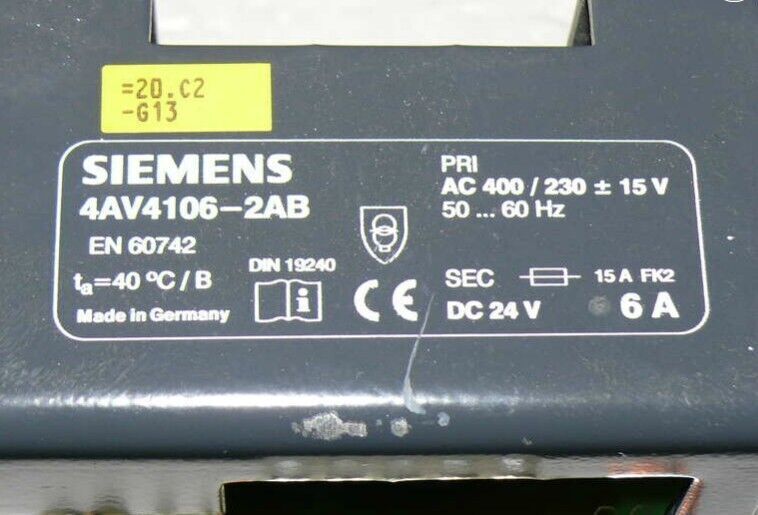 =20.C2
-G13
SIEMENS
4AV4106-2AB
EN 60742
ta=40 °C/B
Made in Germany
DIN 19240
i
CE
PRI
AC 400 / 230 ± 15 V
50 ... 60 Hz
SEC 15 A FK2
DC 24 V 6 A